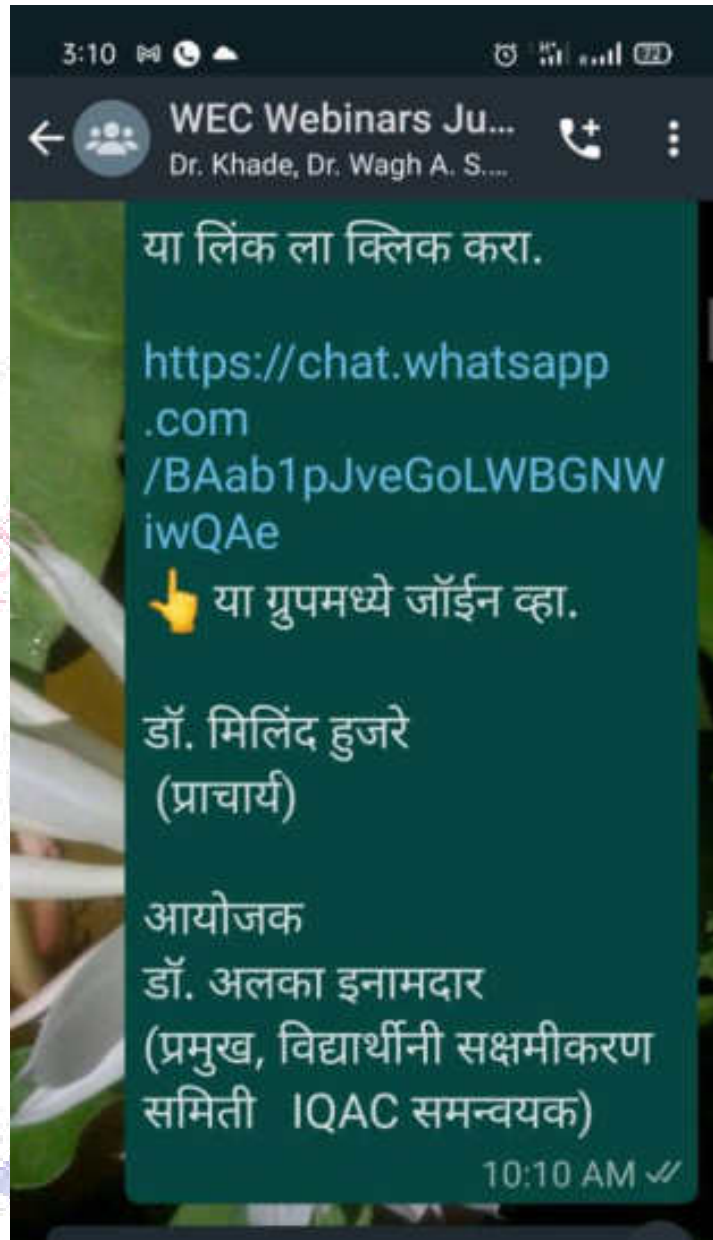 3:10
72
WEC Webinars Ju...
Dr. Khade, Dr. Wagh A. S....
या लिंक ला क्लिक करा.
https://chat.whatsapp
.com
/BAab1pJveGoLWBGNW
iwQAe
👆 या ग्रुपमध्ये जॉईन व्हा.
डॉ. मिलिंद हुजरे
(प्राचार्य)
आयोजक
डॉ. अलका इनामदार
(प्रमुख, विद्यार्थीनी सक्षमीकरण
समिती IQAC समन्वयक)
10:10 AM